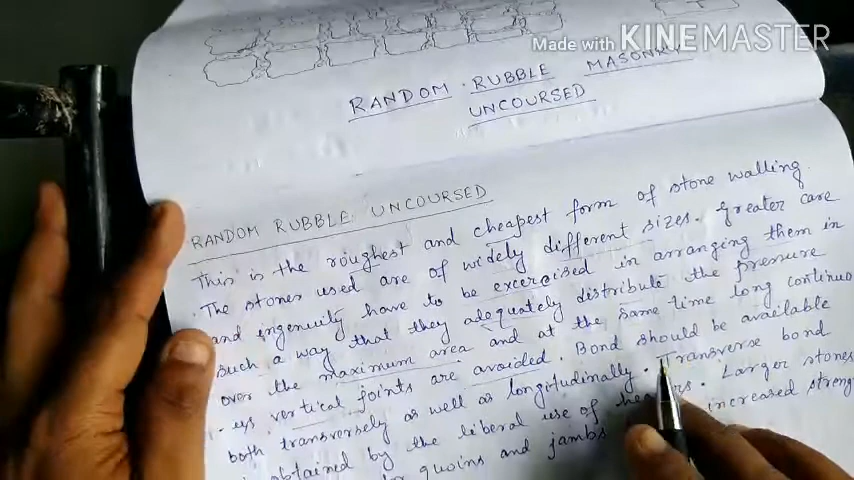 Made with KINEMASTER
RANDOM RUBBLE MASONRY
UNCOURSED
RANDOM RUBBLE UNCOURSED
This is the roughest and cheapest form of stone walling
. The stones used are of widely different sizes. Greater care
and ingenuity have to be excercised in arranging them in
such a way that they adequately distribute the pressure
over the maximum area and at the same time long continuo
- uys vertical joints are avoided. Bond should be available
both transversely as well as longitudinally. Transverse bond
obtained by the liberal use of . Larger stones
quoins and jambs increased streng